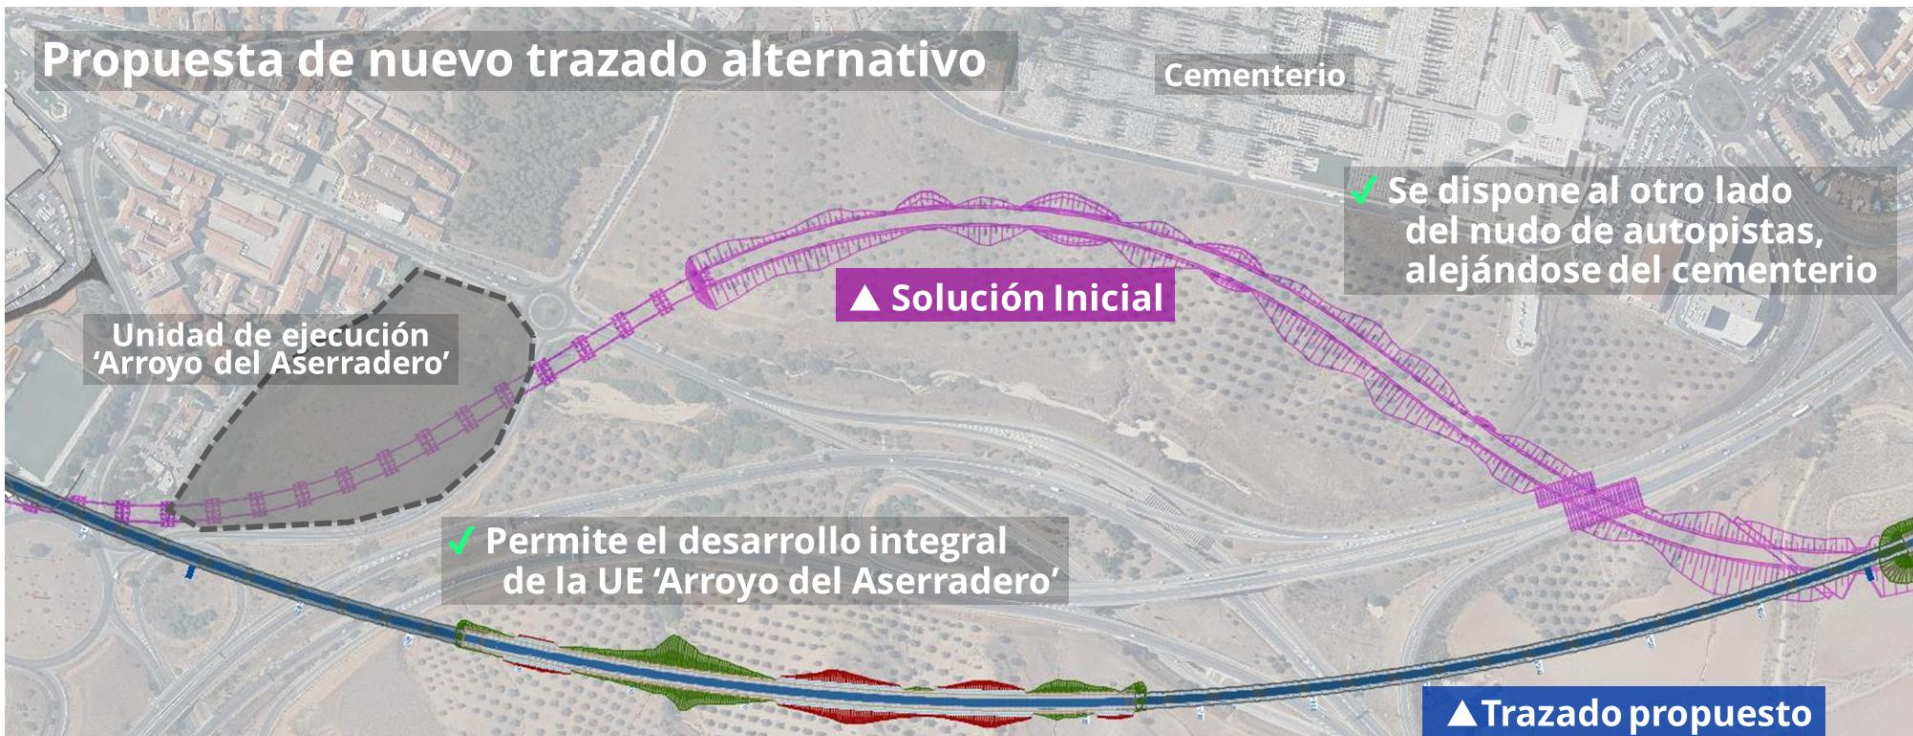 Propuesta de nuevo trazado alternativo
Cementerio
✓ Se dispone al otro lado
del nudo de autopistas,
alejándose del cementerio
▲ Solución Inicial
Unidad de ejecución
‘Arroyo del Aserradero’
✓ Permite el desarrollo integral
de la UE ‘Arroyo del Aserradero’
▲Trazado propuesto